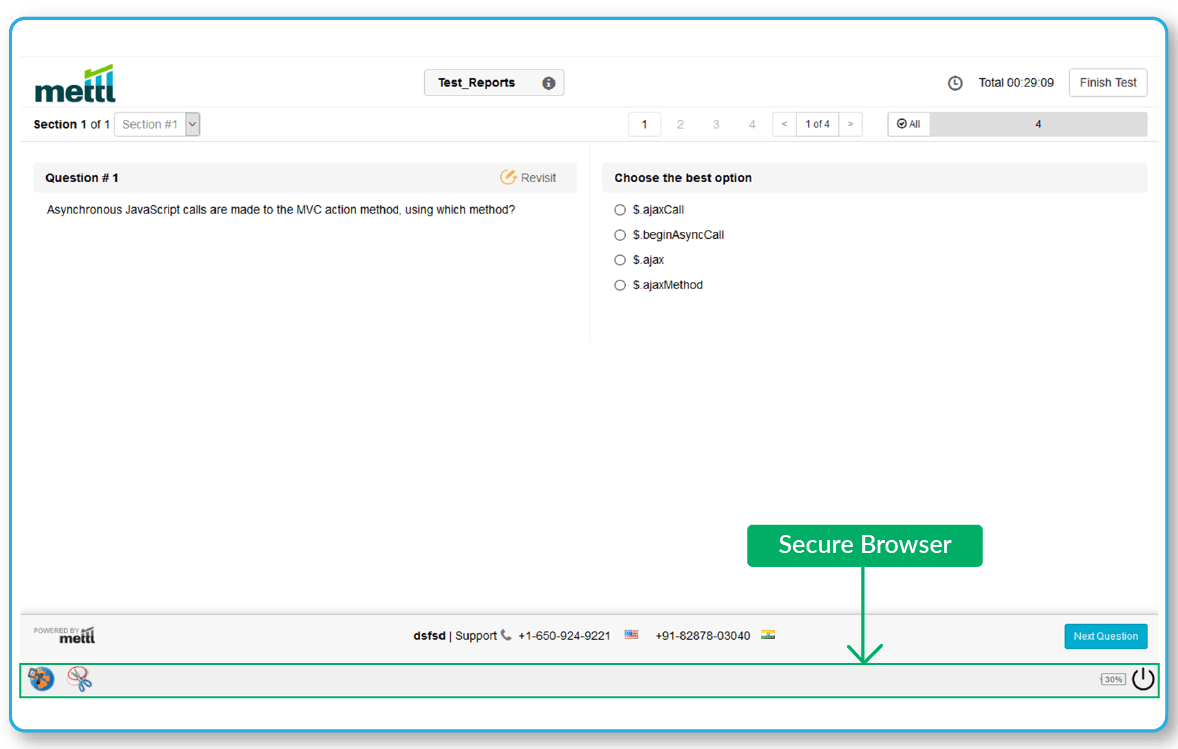 mettl
Test_Reports
Total 00:29:09
Finish Test
Section 1 of 1
Section #1
1
2
3
4
<
1 of 4
>
All
4
Question # 1
Revisit
Asynchronous JavaScript calls are made to the MVC action method, using which method?
Choose the best option
$.ajaxCall
$.beginAsyncCall
$.ajax
$.ajaxMethod
Secure Browser
POWERED BY
mettl
dsfsd | Support +1-650-924-9221 +91-82878-03040
Next Question
30%